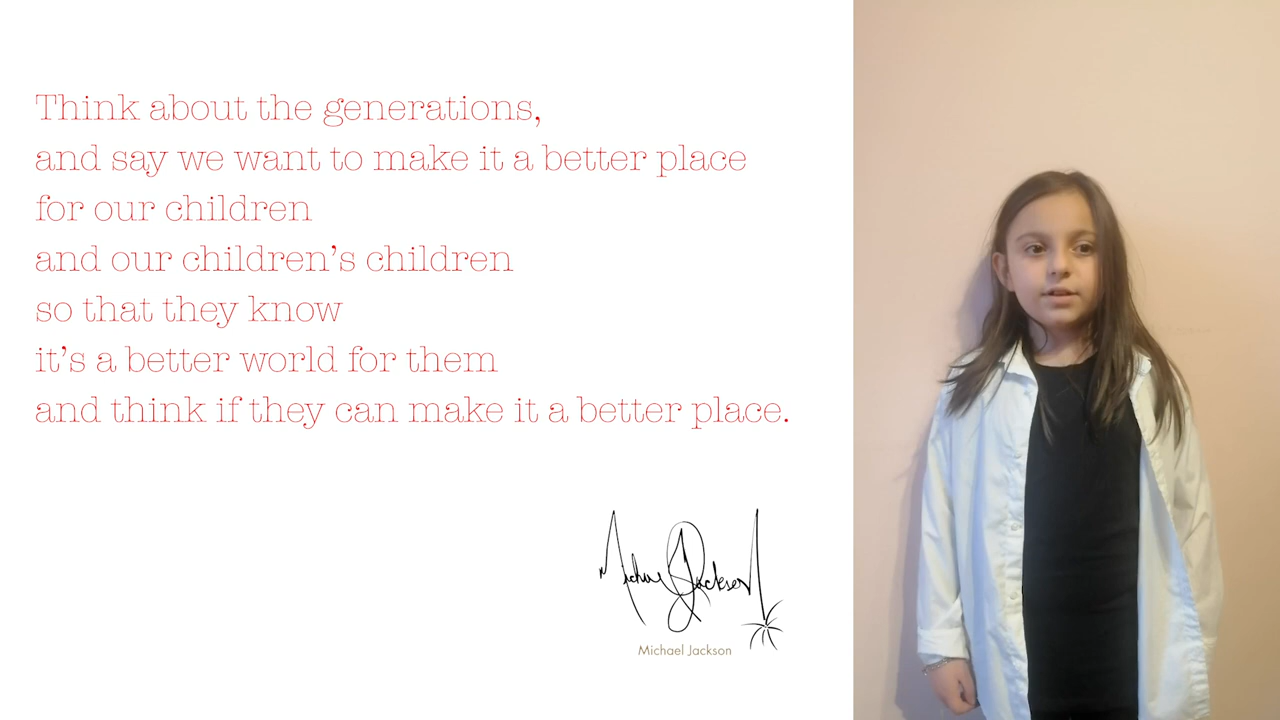 Think about the generations,
and say we want to make it a better place
for our children
and our children's children
so that they know
it's a better world for them
and think if they can make it a better place.
Michael Jackson
Michael Jackson